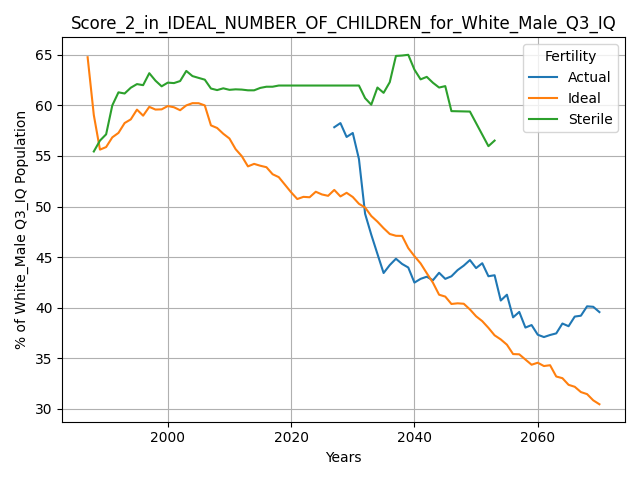 Score_2_in_IDEAL_NUMBER_OF_CHILDREN_for_White_Male_Q3_IQ
65
60
55
50
45
40
35
30
% of White_Male Q3_IQ Population
2000 2020 2040 2060
Years
Fertility
Actual
Ideal
Sterile